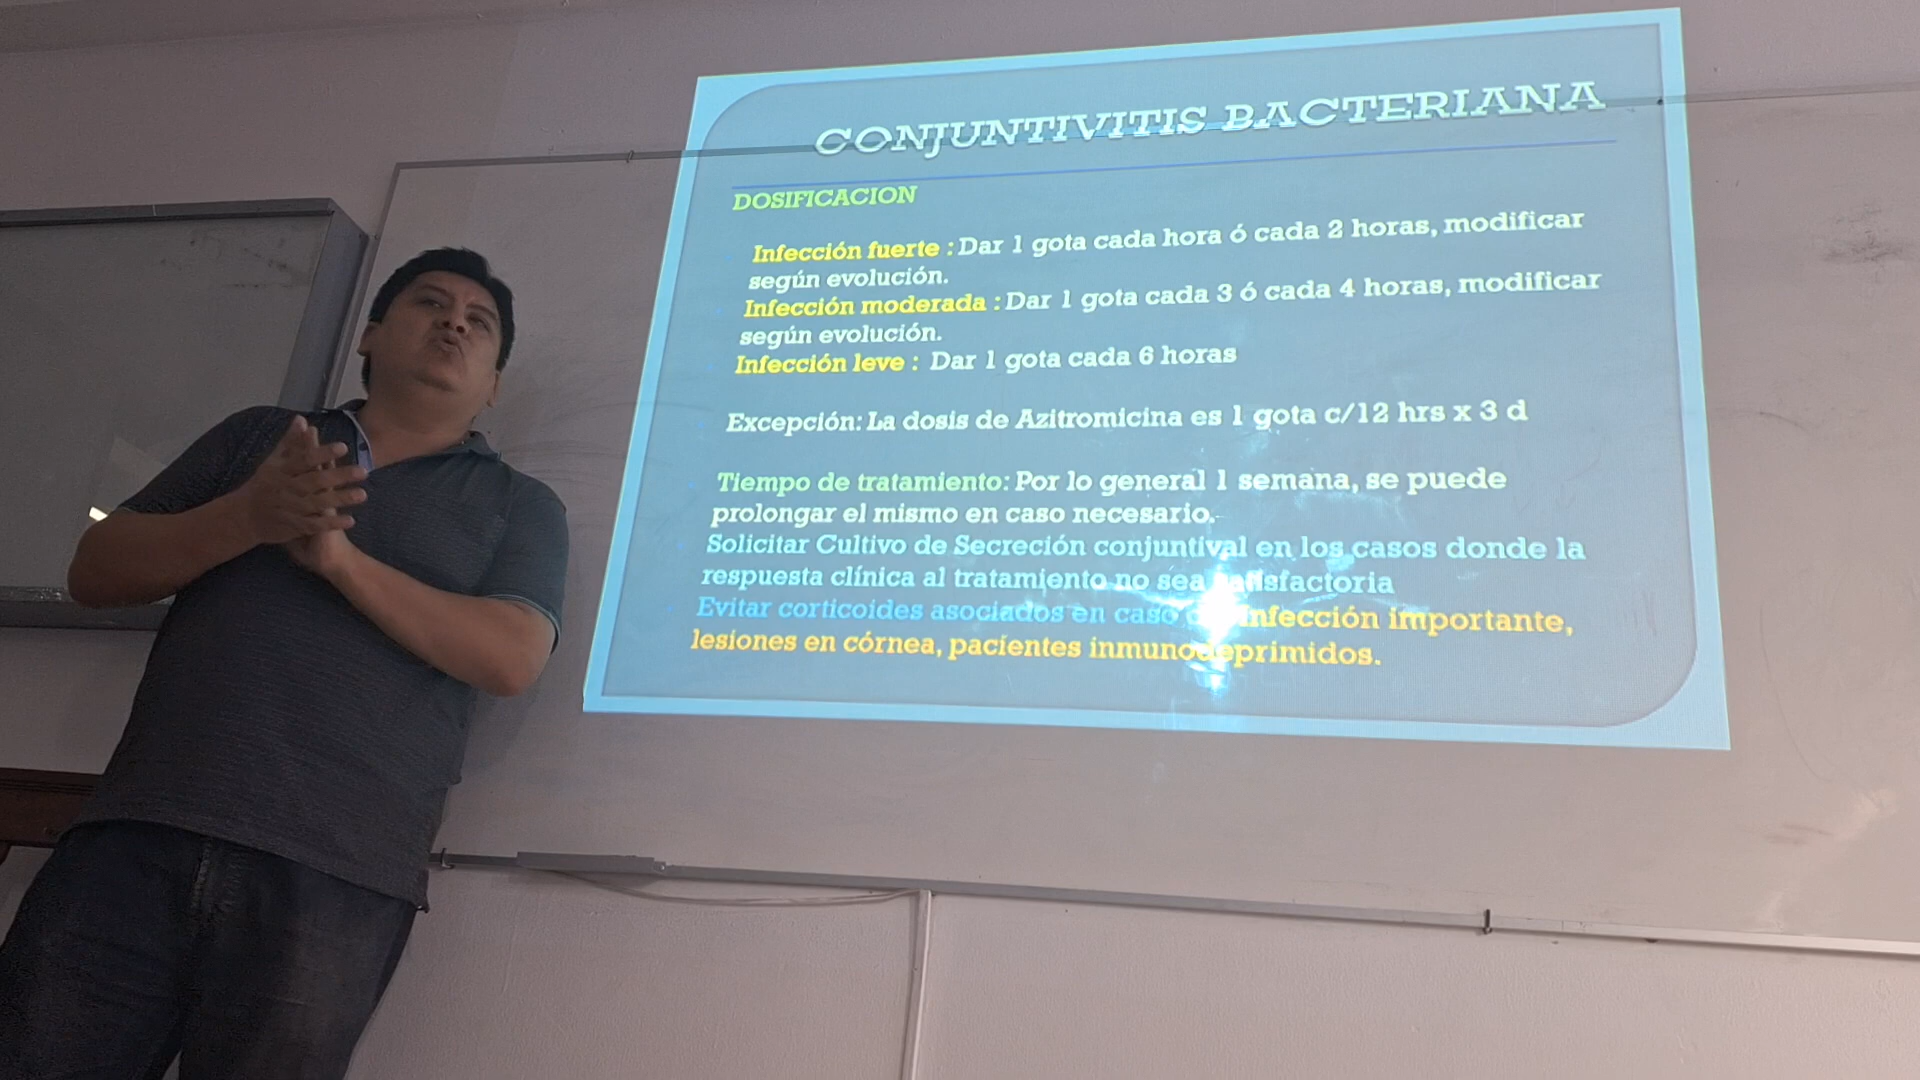 CONJUNTIVITIS BACTERIANA
DOSIFICACION
Infección fuerte : Dar 1 gota cada hora ó cada 2 horas, modificar
según evolución.
Infección moderada : Dar 1 gota cada 3 ó cada 4 horas, modificar
según evolución.
Infección leve : Dar 1 gota cada 6 horas
Excepción: La dosis de Azitromicina es 1 gota c/12 hrs x 3 d
Tiempo de tratamiento: Por lo general 1 semana, se puede
prolongar el mismo en caso necesario.
Solicitar Cultivo de Secreción conjuntival en los casos donde la
respuesta clínica al tratamiento no sea satisfactoria
Evitar corticoides asociados en caso infección importante,
lesiones en córnea, pacientes inmunodeprimidos.